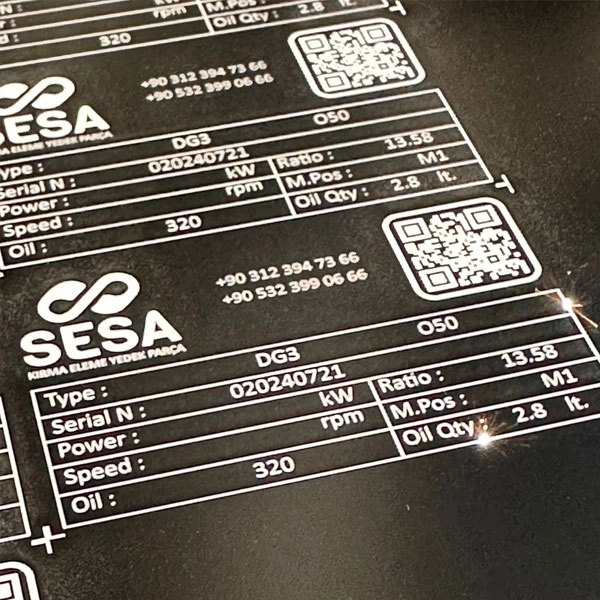 rpm M.Pos :
Oil Qty : 2.8 lt.
320
+90 312 394 73 66
+90 532 399 06 66
SESA
KIRMA ELEME YEDEK PARÇA
Type : DG3 O50
Serial N : 020240721 Ratio : 13.58
Power : kW M.Pos : M1
Speed : rpm Oil Qty : 2.8 lt.
Oil : 320
+90 312 394 73 66
+90 532 399 06 66
SESA
KIRMA ELEME YEDEK PARÇA
Type : DG3 O50
Serial N : 020240721 Ratio : 13.58
Power : kW M.Pos : M1
Speed : rpm Oil Qty : 2.8 lt.
Oil : 320